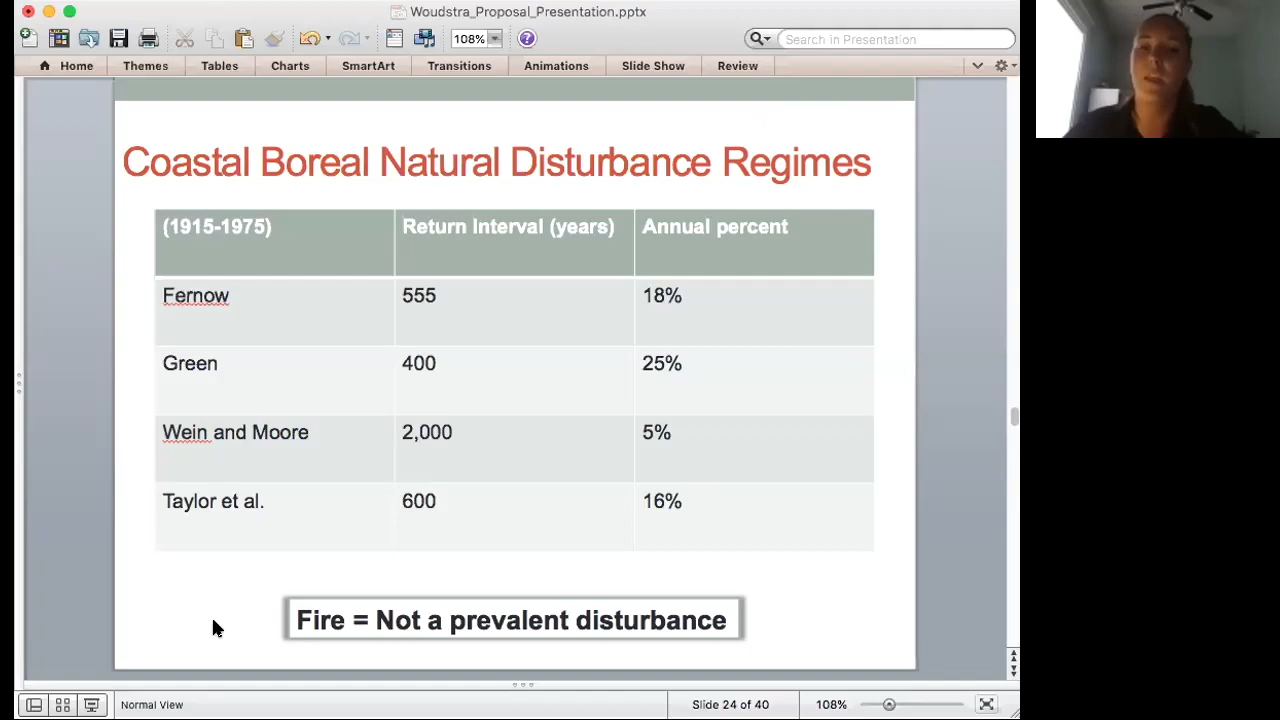 Woudstra_Proposal_Presentation.pptx
108%
Search in Presentation
Home Themes Tables Charts SmartArt Transitions Animations Slide Show Review
Coastal Boreal Natural Disturbance Regimes
(1915-1975) Return Interval (years) Annual percent
Fernow 555 18%
Green 400 25%
Wein and Moore 2,000 5%
Taylor et al. 600 16%
Fire = Not a prevalent disturbance
Normal View Slide 24 of 40 108%